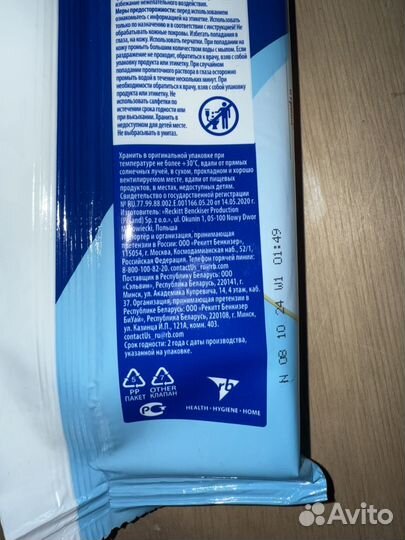 избежание нежелательного воздействия.
Меры предосторожности: перед использованием
ознакомьтесь с информацией на этикетке. Использовать
только по назначению и в соответствии с инструкцией! Не
обрабатывать кожные покровы. Избегать попадания
в глаза, на кожу. Используйте перчатки. При попадании на
кожу промыть большим количеством воды с мылом. Если
раздражение не проходит, обратиться к врачу, взяв с собой
упаковку продукта или этикетку. При случайном
попадании пропиточного раствора в глаза осторожно
промыть водой в течение нескольких минут. При
необходимости обратиться к врачу, взяв с собой упаковку
продукта или этикетку. Не
использовать салфетки по
истечении срока годности или
при высыхании. Хранить в
недоступном для детей месте.
Не выбрасывать в унитаз.
Хранить в оригинальной упаковке при
температуре не более +30°C, вдали от прямых
солнечных лучей, в сухом, прохладном и хорошо
вентилируемом месте, вдали от пищевых
продуктов, в местах, недоступных детям.
Свидетельство о государственной регистрации
№ RU.77.99.88.002.E.001166.05.20 от 14.05.2020 г.
Изготовитель: «Reckitt Benckiser Production
(Poland) Sp. z o.o.», ul. Okunin 1, 05-100 Nowy Dwor
Mazowiecki, Польша
Импортёр и организация, принимающая
претензии в России: ООО «Рекитт Бенкизер»,
115054, г. Москва, Космодамианская наб., 52/1,
Российская Федерация. Телефон горячей линии:
8-800-100-82-20. contactUs_ru@rb.com
Поставщик в Республику Беларусь: ООО
«Сэльвин», Республика Беларусь, 220141, г.
Минск, ул. Академика Купревича, 14, 4 этаж, каб.
37. Организация, принимающая претензии в
Республике Беларусь: ООО «Рекитт Бенкизер
БиУай», Республика Беларусь, 220108, г. Минск,
ул. Казинца И.П., 121А, комн. 403.
contactUs_ru@rb.com
Срок годности: 2 года с даты производства,
указанной на упаковке.
5
PP
ПАКЕТ
7
OTHER
КЛАПАН
rb
HEALTH • HYGIENE • HOME
N 08 10 24 W1 01:49
Avito